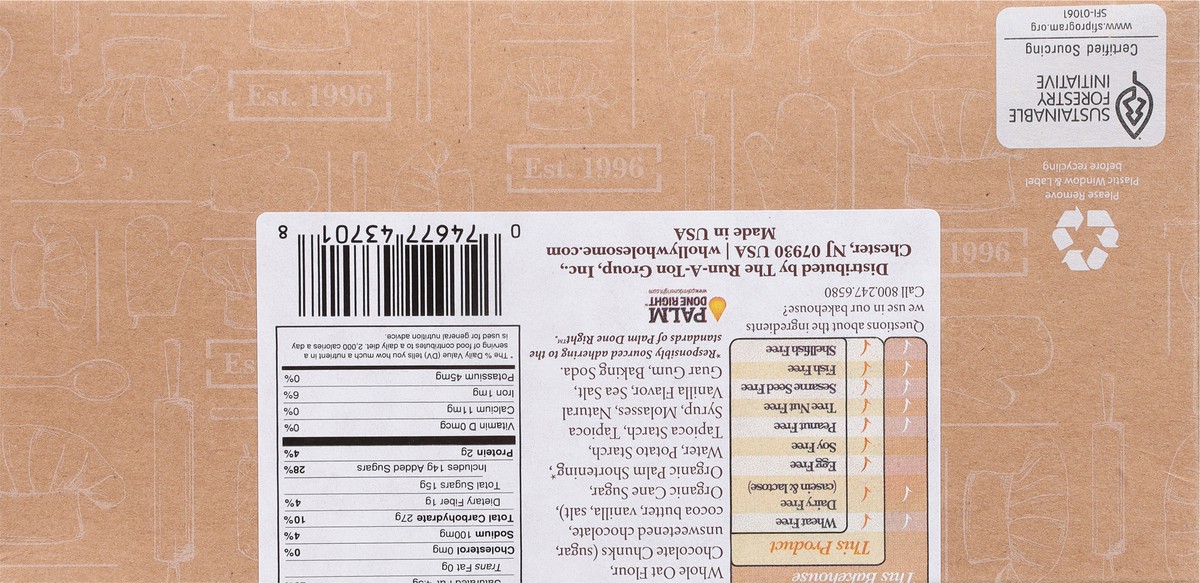 This Bakehouse
This Product
Wheat Free
Dairy Free
(casein & lactose)
Egg Free
Soy Free
Peanut Free
Tree Nut Free
Sesame Seed Free
Fish Free
Shellfish Free
Questions about the ingredients
we use in our bakehouse?
Call 800.247.6580
Whole Oat Flour,
Chocolate Chunks (sugar,
unsweetened chocolate,
cocoa butter, vanilla, salt),
Organic Cane Sugar,
Organic Palm Shortening,*
Water, Potato Starch,
Tapioca Starch, Tapioca
Syrup, Molasses, Natural
Vanilla Flavor, Sea Salt,
Guar Gum, Baking Soda.
*Responsibly Sourced adhering to the
standards of Palm Done Right™.
PALM
DONE RIGHT™
www.palmdoneright.com
Distributed by The Run-A-Ton Group, Inc.,
Chester, NJ 07930 USA | whollywholesome.com
Made in USA
Trans Fat 0g
Cholesterol 0mg 0%
Sodium 100mg 4%
Total Carbohydrate 27g 10%
Dietary Fiber 1g 4%
Total Sugars 15g
Includes 14g Added Sugars 28%
Protein 2g 4%
Vitamin D 0mcg 0%
Calcium 11mg 0%
Iron 1mg 6%
Potassium 45mg 0%
* The % Daily Value (DV) tells you how much a nutrient in a
serving of food contributes to a daily diet. 2,000 calories a day
is used for general nutrition advice.
0 74677 43701 8
Please Remove
Plastic Window & Label
before recycling
SUSTAINABLE
FORESTRY
INITIATIVE
Certified Sourcing
www.sfiprogram.org
SFI-01061
Est. 1996
Est. 1996
1996
Es